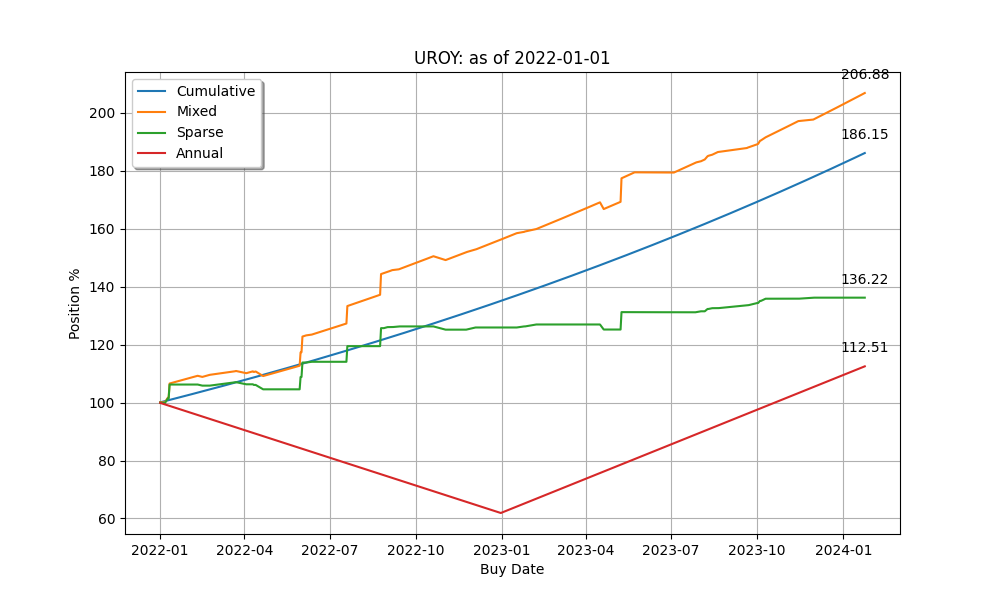 UROY: as of 2022-01-01
Cumulative
Mixed
Sparse
Annual
206.88
186.15
136.22
112.51
Position %
200
180
160
140
120
100
80
60
2022-01 2022-04 2022-07 2022-10 2023-01 2023-04 2023-07 2023-10 2024-01
Buy Date